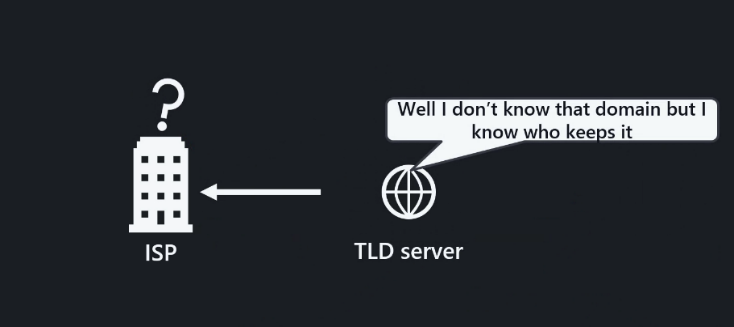 ?
Well I don't know that domain but I
know who keeps it
ISP
TLD server